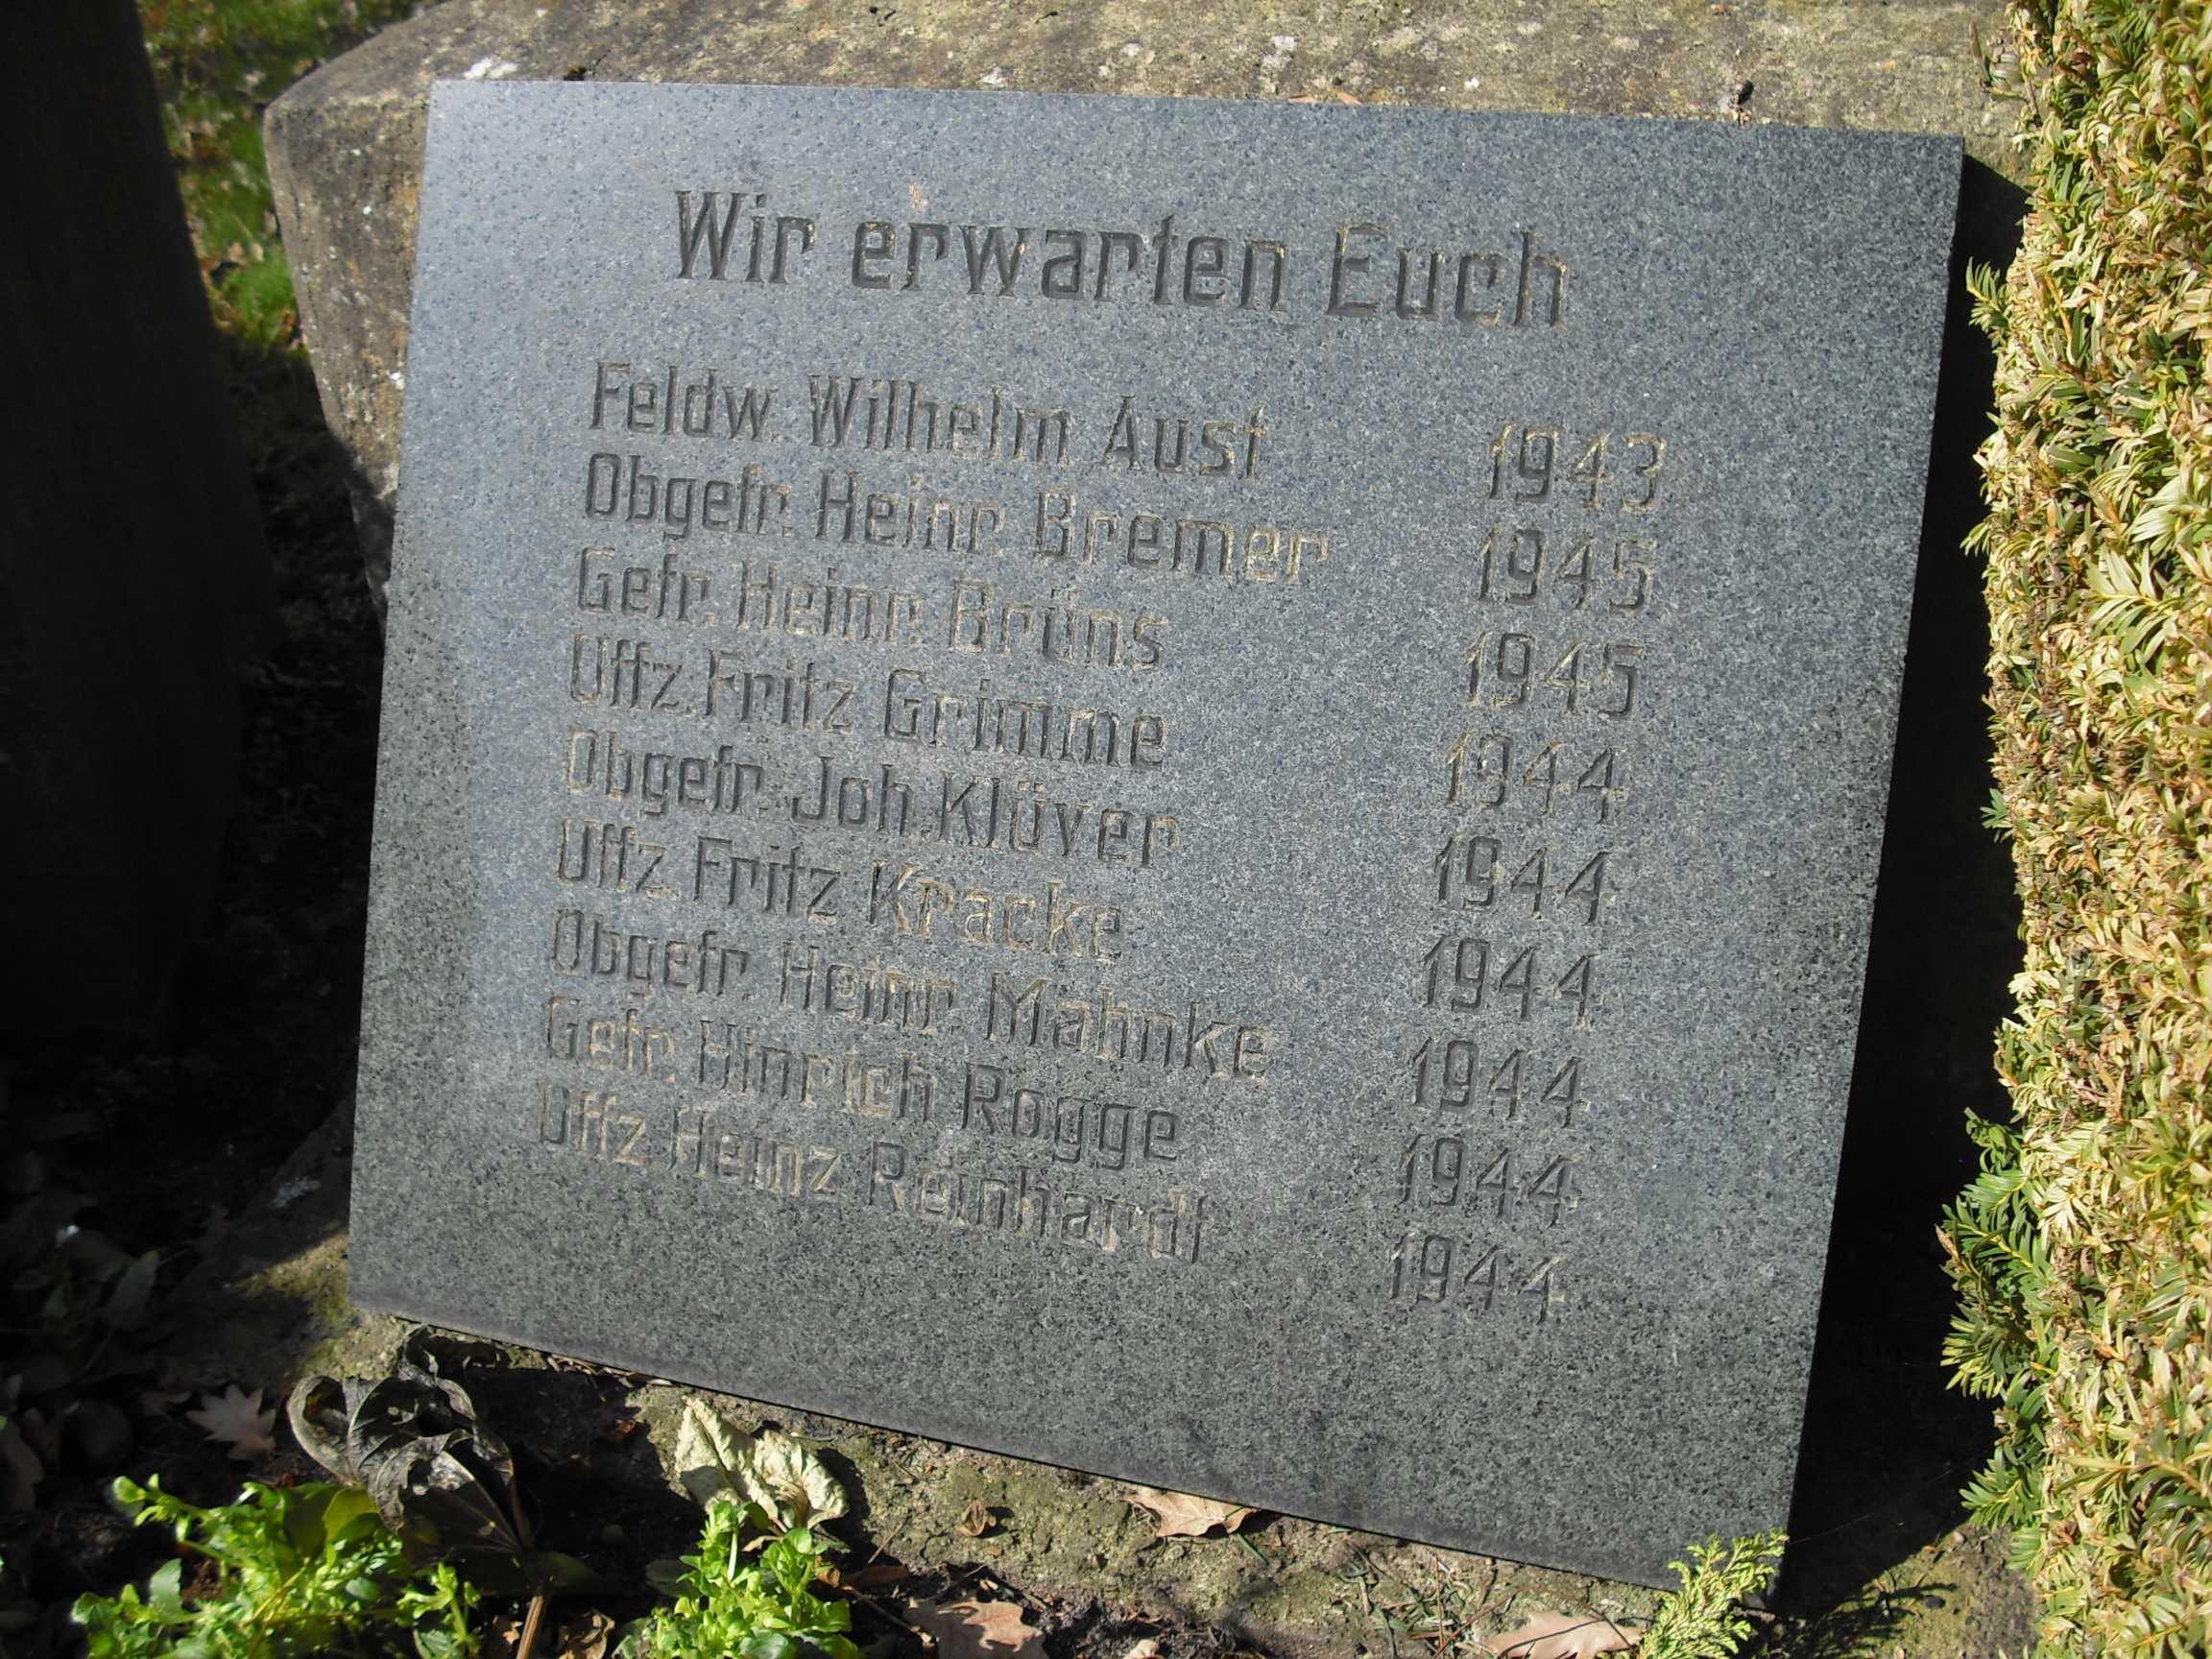 Wir erwarten Euch
Feldw. Wilhelm Aust 1943
Obgefr. Heinr. Bremer 1945
Gefr. Heinr. Brüns 1945
Uffz. Fritz Grimme 1944
Obgefr. Joh. Klüver 1944
Uffz. Fritz Kracke 1944
Obgefr. Heinr. Mahnke 1944
Gefr. Hinrich Rogge 1944
Uffz. Heinz Reinhardt 1944